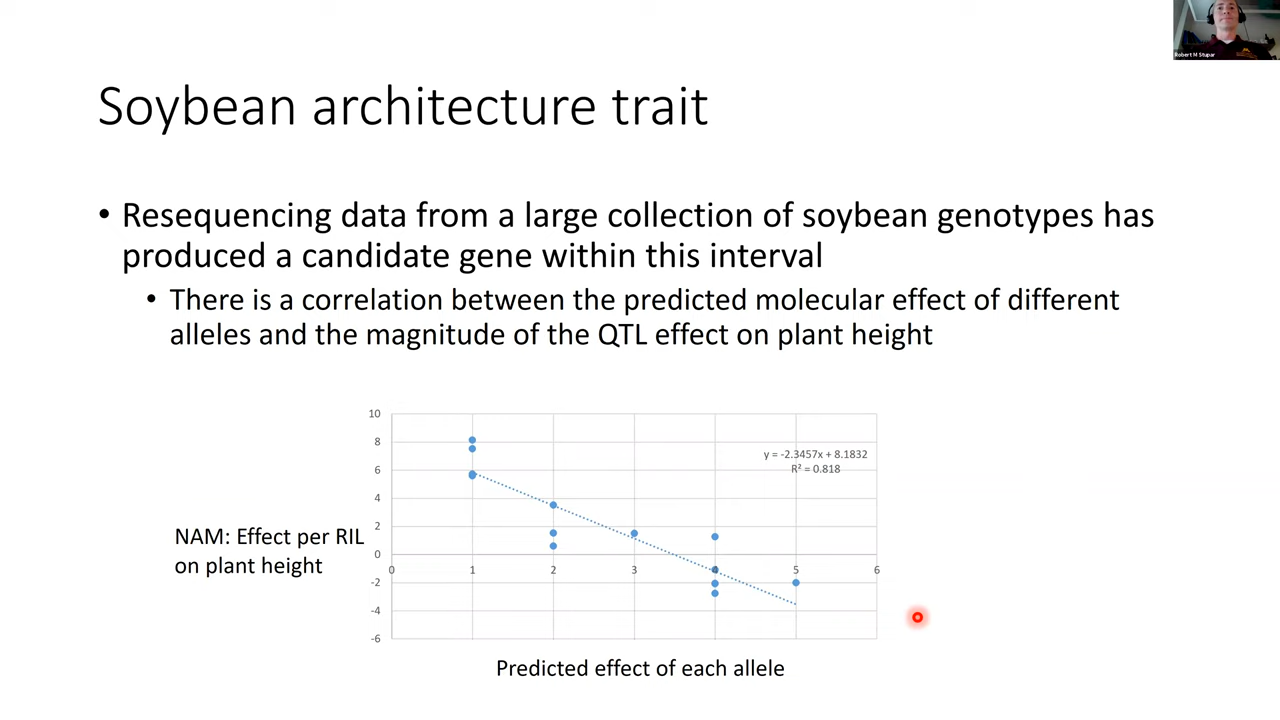 Robert M Stupar
Soybean architecture trait
• Resequencing data from a large collection of soybean genotypes has
produced a candidate gene within this interval
• There is a correlation between the predicted molecular effect of different
alleles and the magnitude of the QTL effect on plant height
10
8
6
4
2
0
-2
-4
-6
0 1 2 3 4 5 6
y = -2.3457x + 8.1832
R² = 0.818
NAM: Effect per RIL
on plant height
Predicted effect of each allele